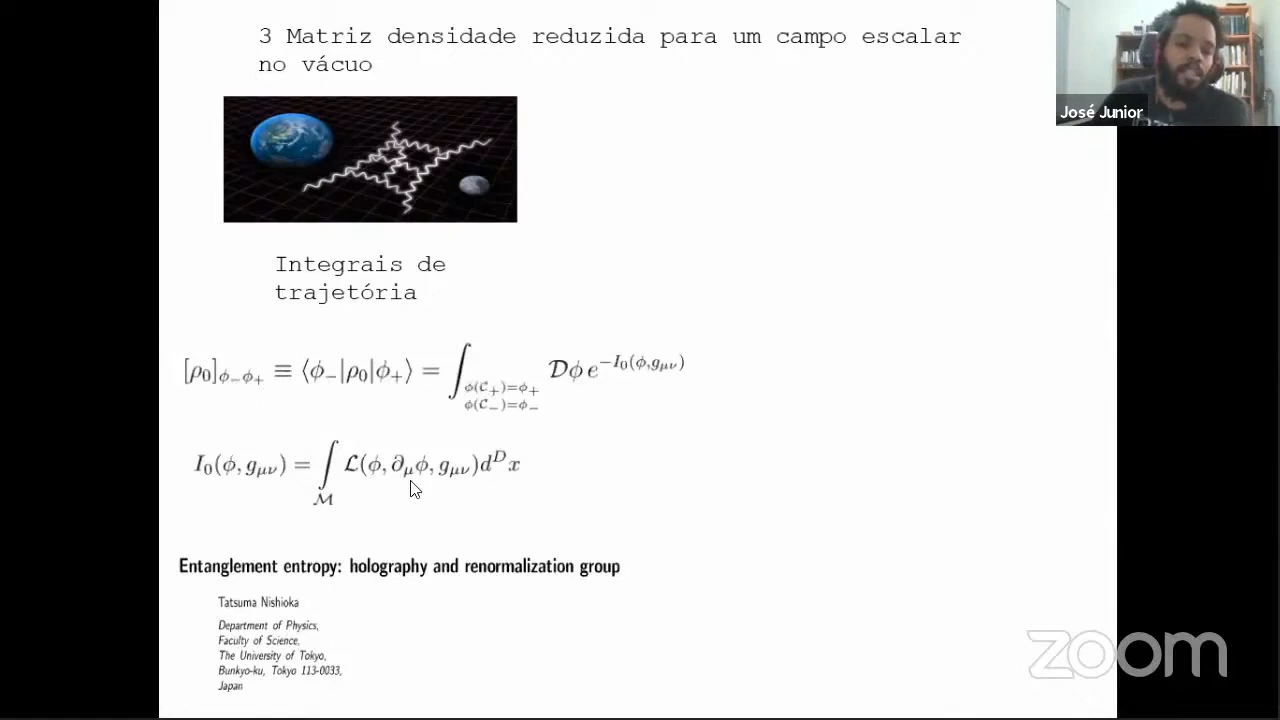 3 Matriz densidade reduzida para um campo escalar
no vácuo
José Junior
Integrais de
trajetória
[ρ₀]_{ϕ₋ϕ₊} ≡ ⟨ϕ₋|ρ₀|ϕ₊⟩ = ∫_{ϕ(𝒞₊)=ϕ₊, ϕ(𝒞₋)=ϕ₋} 𝒟ϕ e^{−I₀(ϕ,g_{μν})}
I₀(ϕ, g_{μν}) = ∫_ℳ ℒ(ϕ, ∂_μϕ, g_{μν})d^D x
Entanglement entropy: holography and renormalization group
Tatsuma Nishioka
Department of Physics,
Faculty of Science,
The University of Tokyo,
Bunkyo-ku, Tokyo 113-0033,
Japan
zoom